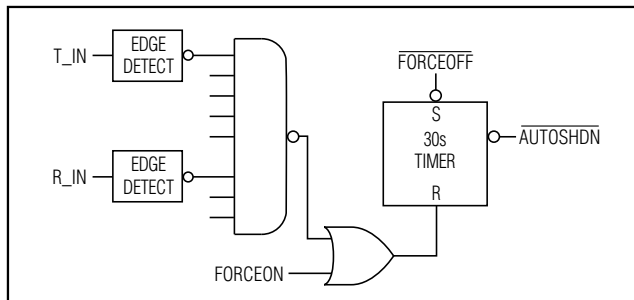 T_IN
EDGE
DETECT
R_IN
EDGE
DETECT
FORCEON
FORCEOFF
S
30s
TIMER
R
AUTOSHDN